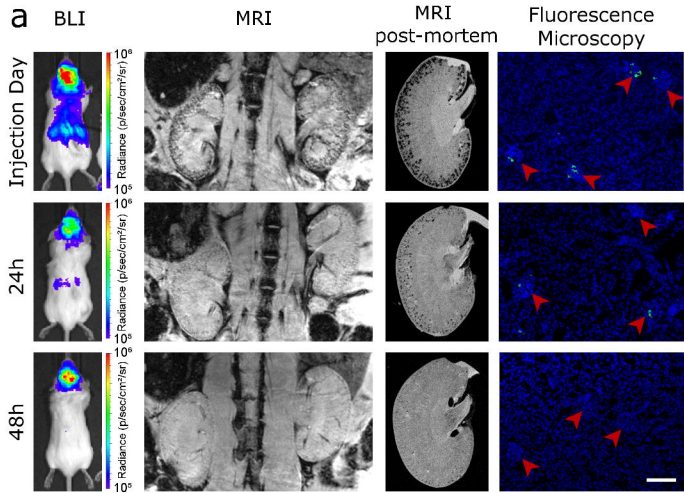 a
BLI
MRI
MRI
post-mortem
Fluorescence
Microscopy
Injection Day
10⁶
Radiance (p/sec/cm²/sr)
10⁵
24h
10⁶
Radiance (p/sec/cm²/sr)
10⁵
48h
10⁶
Radiance (p/sec/cm²/sr)
10⁵